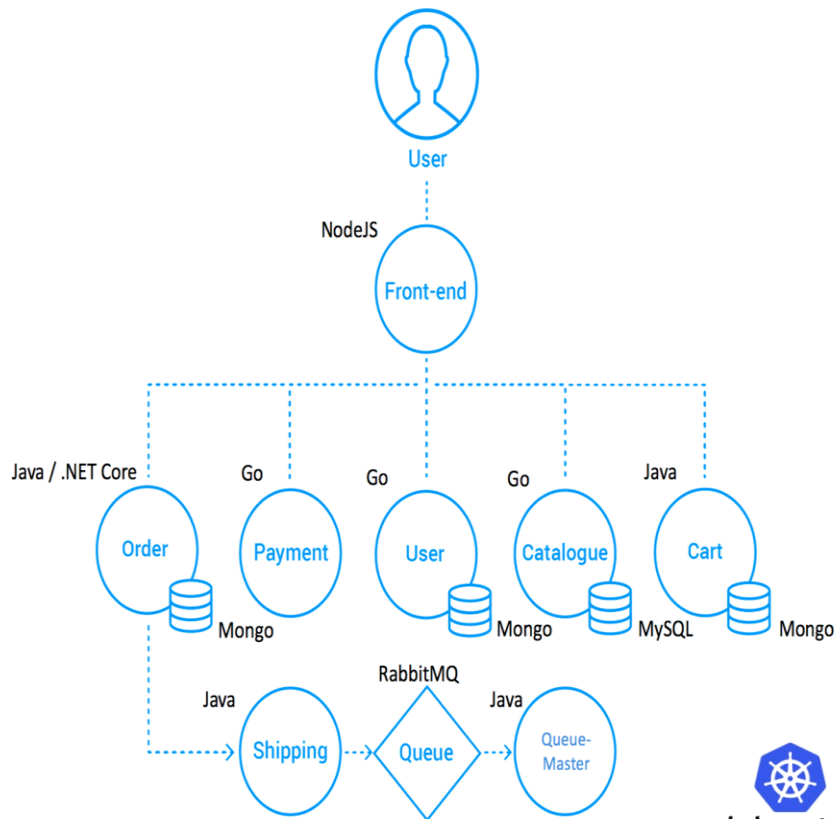 User
NodeJS
Front-end
Java / .NET Core
Go
Go
Go
Java
Order
Payment
User
Catalogue
Cart
Mongo
Mongo
MySQL
Mongo
RabbitMQ
Java
Java
Shipping
Queue
Queue-
Master